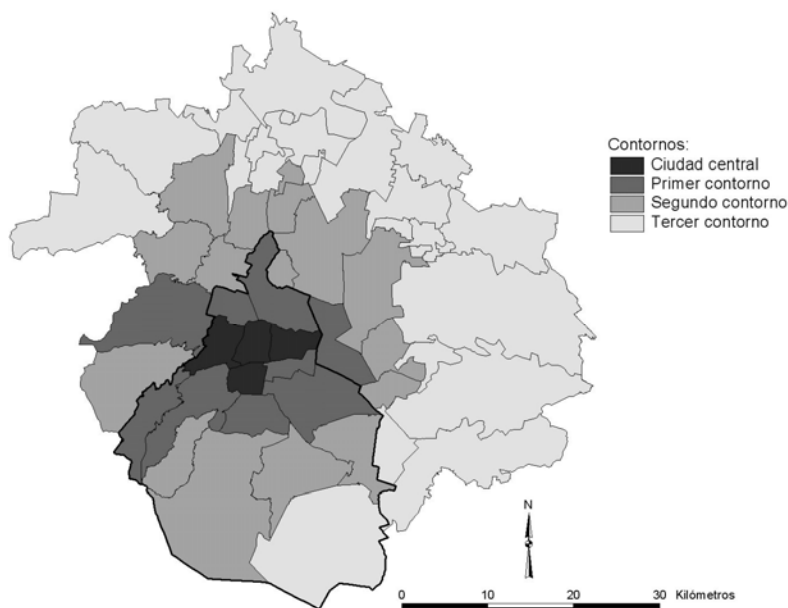 Contornos:
Ciudad central
Primer contorno
Segundo contorno
Tercer contorno
N
0 10 20 30 Kilómetros